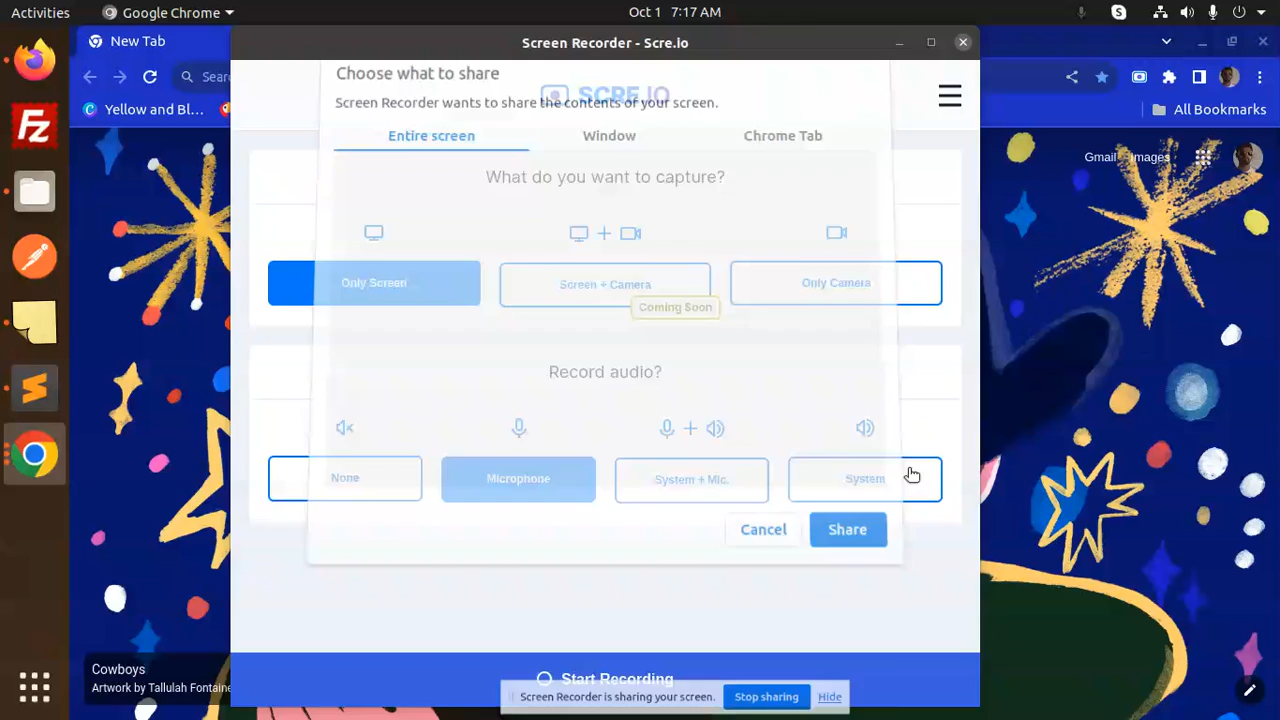 Activities
Google Chrome
Oct 1 7:17 AM
New Tab
Screen Recorder - Scre.io
Sear
Yellow and Bl...
All Bookmarks
Choose what to share
SCRE.IO
Screen Recorder wants to share the contents of your screen.
Entire screen
Window
Chrome Tab
Gmail
Images
What do you want to capture?
Only Screen
Screen + Camera
Only Camera
Coming Soon
Record audio?
None
Microphone
System + Mic.
System
Cancel
Share
Start Recording
Screen Recorder is sharing your screen.
Stop sharing
Hide
Cowboys
Artwork by Tallulah Fontaine